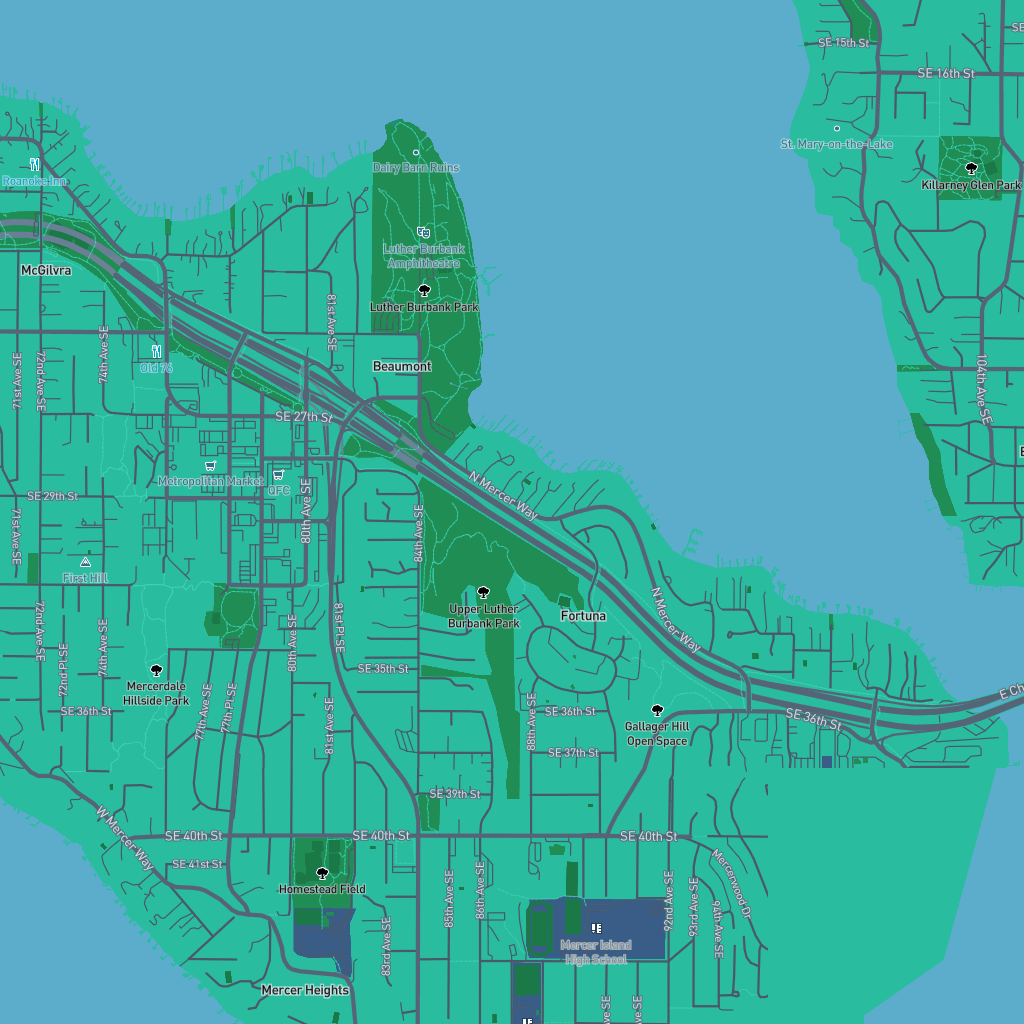 SE 15th St
SE
SE 16th St
St. Mary-on-the-Lake
Dairy Barn Ruins
Roanoke Inn
Killarney Glen Park
Luther Burbank
Amphitheatre
McGilvra
Luther Burbank Park
81st Ave SE
74th Ave SE
Old 76
Beaumont
71st Ave SE
72nd Ave SE
104th Ave SE
SE 27th St
Metropolitan Market
QFC
N Mercer Way
SE 29th St
80th Ave SE
71st Ave SE
84th Ave SE
First Hill
Upper Luther
Burbank Park
Fortuna
N Mercer Way
72nd Ave SE
74th Ave SE
80th Ave SE
81st Pl SE
72nd Pl SE
SE 35th St
Mercerdale
Hillside Park
E Ch
SE 36th St
77th Ave SE
77th Pl SE
81st Ave SE
88th Ave SE
SE 36th St
SE 36th St
Gallager Hill
Open Space
SE 37th St
SE 39th St
W Mercer Way
SE 40th St
SE 40th St
SE 40th St
SE 41st St
Mercerwood Dr
Homestead Field
85th Ave SE
86th Ave SE
92nd Ave SE
93rd Ave SE
94th Ave SE
83rd Ave SE
Mercer Island
High School
Mercer Heights
ve SE
ve SE